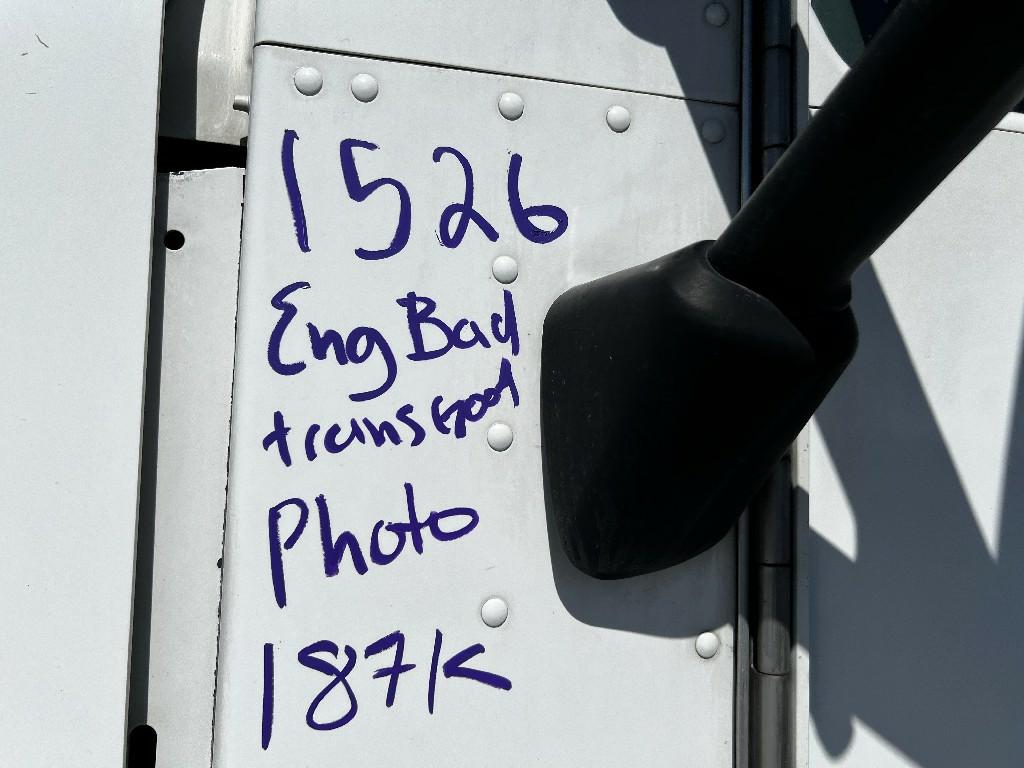 1526
Eng Bad
trans Good
Photo
187K